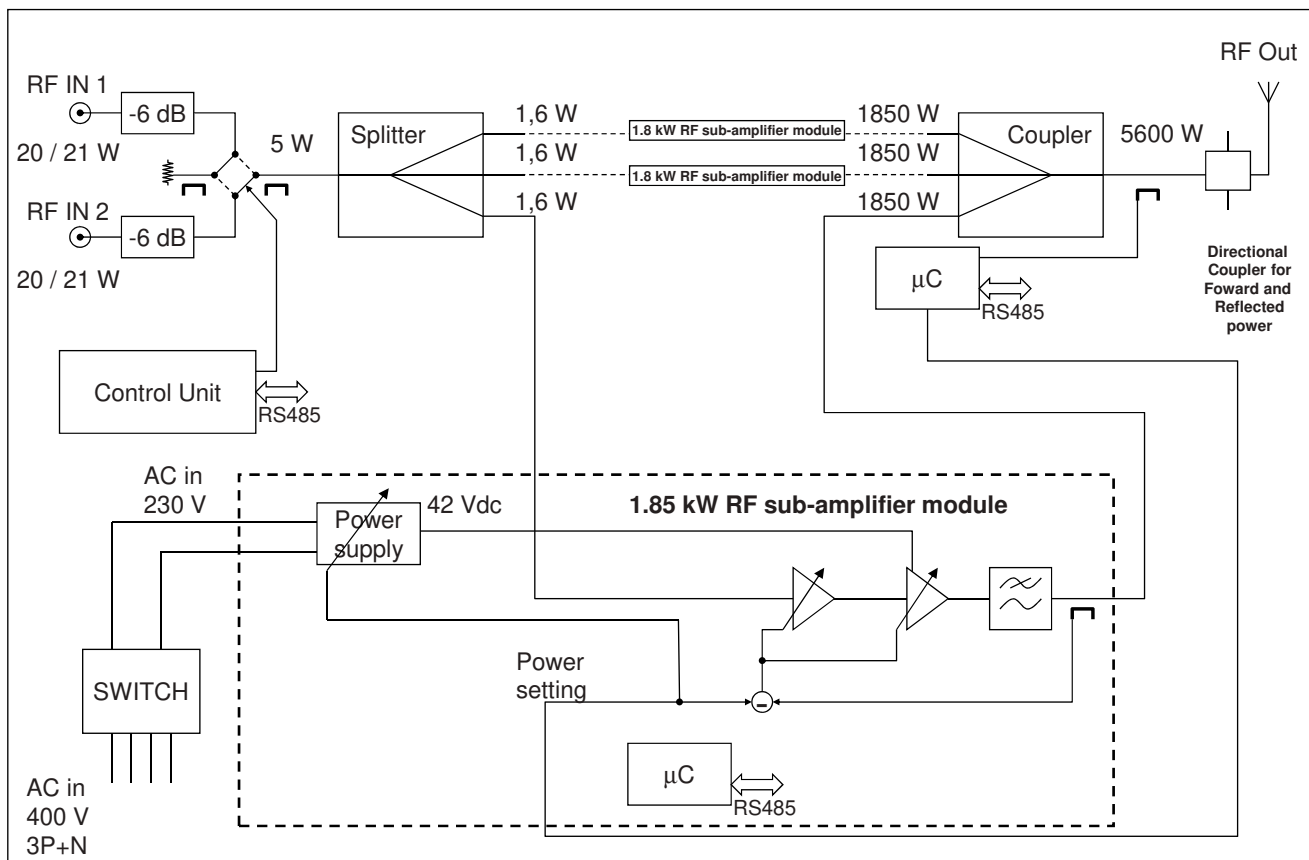 RF Out
RF IN 1
-6 dB
20 / 21 W
5 W
Splitter
1,6 W
1,6 W
1,6 W
1.8 kW RF sub-amplifier module
1.8 kW RF sub-amplifier module
1850 W
1850 W
1850 W
Coupler
5600 W
RF IN 2
-6 dB
20 / 21 W
μC
RS485
Directional
Coupler for
Foward and
Reflected
power
Control Unit
RS485
AC in
230 V
Power
supply
42 Vdc
1.85 kW RF sub-amplifier module
SWITCH
Power
setting
-
μC
RS485
AC in
400 V
3P+N